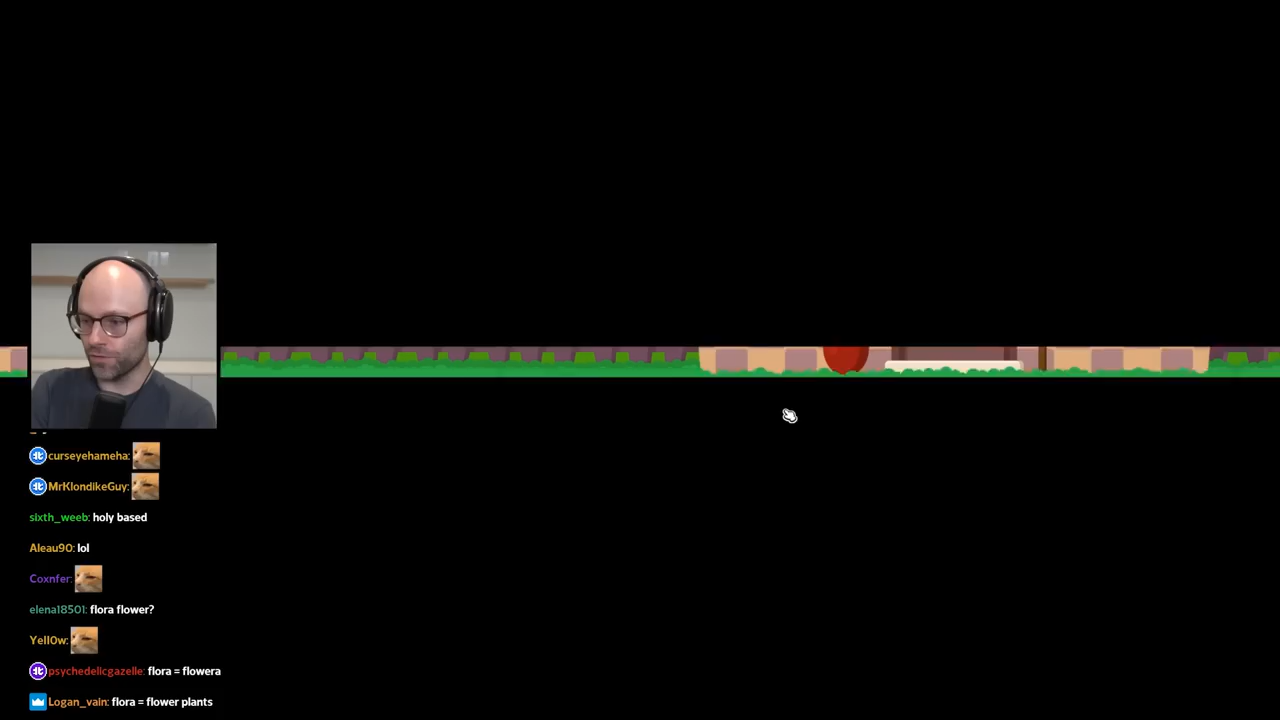 curseyehameha:
MrKlondikeGuy:
sixth_weeb: holy based
Aleau90: lol
Coxnfer:
elena18501: flora flower?
Yell0w:
psychedelicgazelle: flora = flowera
Logan_vain: flora = flower plants